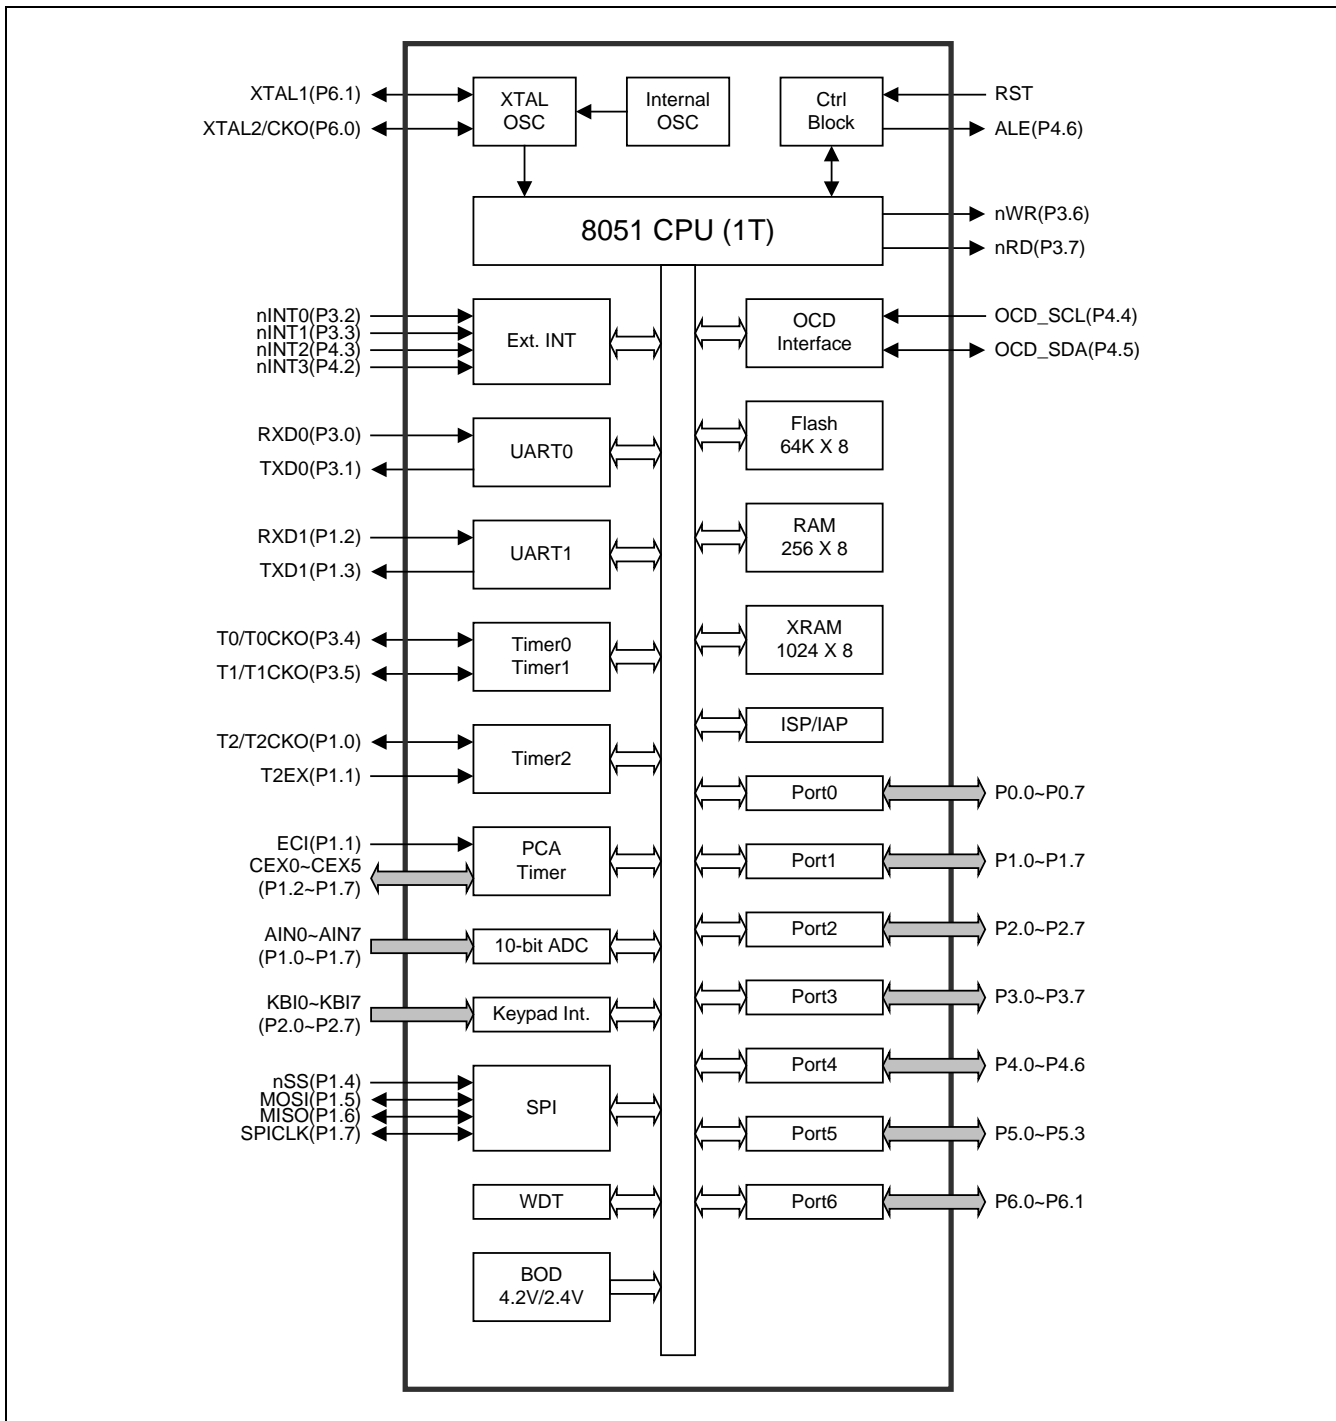 XTAL1(P6.1)
XTAL2/CKO(P6.0)
XTAL
OSC
Internal
OSC
Ctrl
Block
RST
ALE(P4.6)
8051 CPU (1T)
nWR(P3.6)
nRD(P3.7)
nINT0(P3.2)
nINT1(P3.3)
nINT2(P4.3)
nINT3(P4.2)
Ext. INT
OCD
Interface
OCD_SCL(P4.4)
OCD_SDA(P4.5)
RXD0(P3.0)
TXD0(P3.1)
UART0
Flash
64K X 8
RXD1(P1.2)
TXD1(P1.3)
UART1
RAM
256 X 8
T0/T0CKO(P3.4)
T1/T1CKO(P3.5)
Timer0
Timer1
XRAM
1024 X 8
T2/T2CKO(P1.0)
T2EX(P1.1)
Timer2
ISP/IAP
Port0
P0.0~P0.7
ECI(P1.1)
CEX0~CEX5
(P1.2~P1.7)
PCA
Timer
Port1
P1.0~P1.7
AIN0~AIN7
(P1.0~P1.7)
10-bit ADC
Port2
P2.0~P2.7
KBI0~KBI7
(P2.0~P2.7)
Keypad Int.
Port3
P3.0~P3.7
nSS(P1.4)
MOSI(P1.5)
MISO(P1.6)
SPICLK(P1.7)
SPI
Port4
P4.0~P4.6
Port5
P5.0~P5.3
WDT
Port6
P6.0~P6.1
BOD
4.2V/2.4V